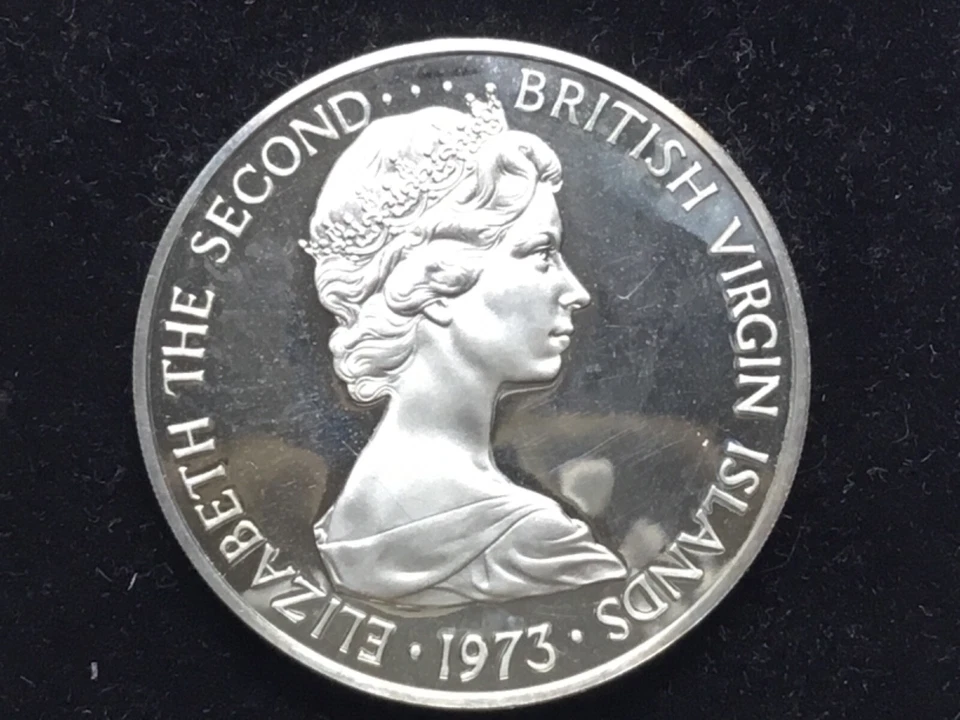 ELIZABETH THE SECOND
BRITISH VIRGIN ISLANDS
· 1973 ·